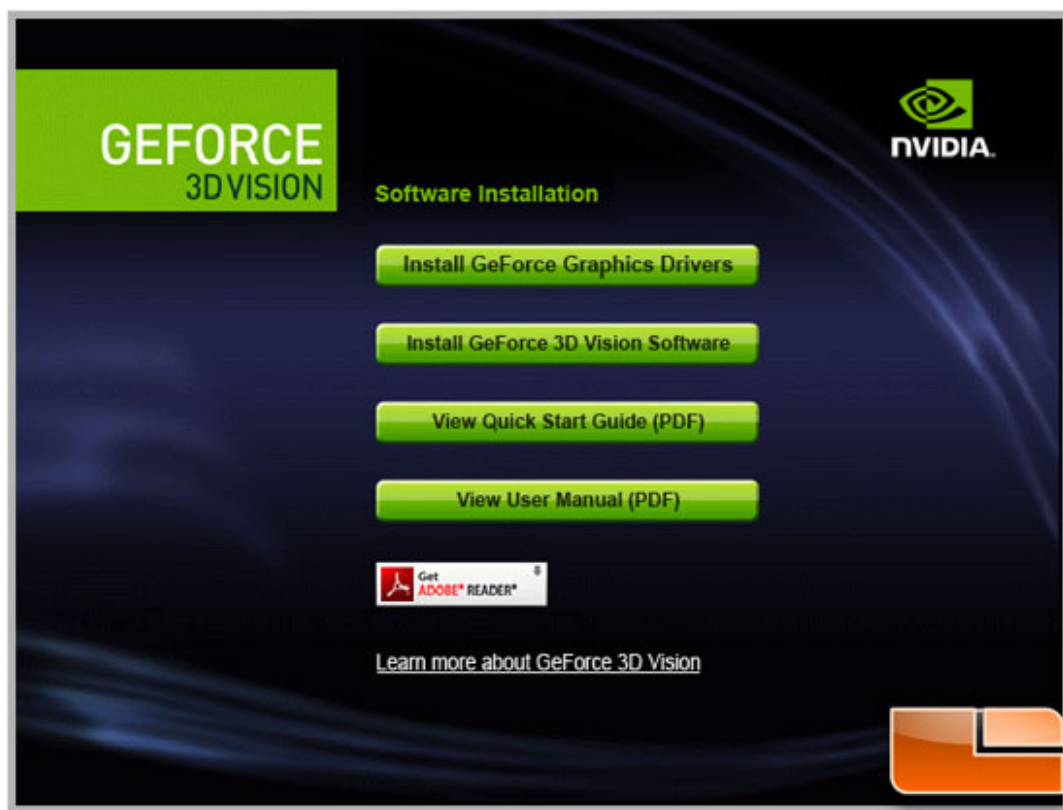 GEFORCE
3D VISION
NVIDIA.
Software Installation
Install GeForce Graphics Drivers
Install GeForce 3D Vision Software
View Quick Start Guide (PDF)
View User Manual (PDF)
Get
ADOBE® READER®
Learn more about GeForce 3D Vision